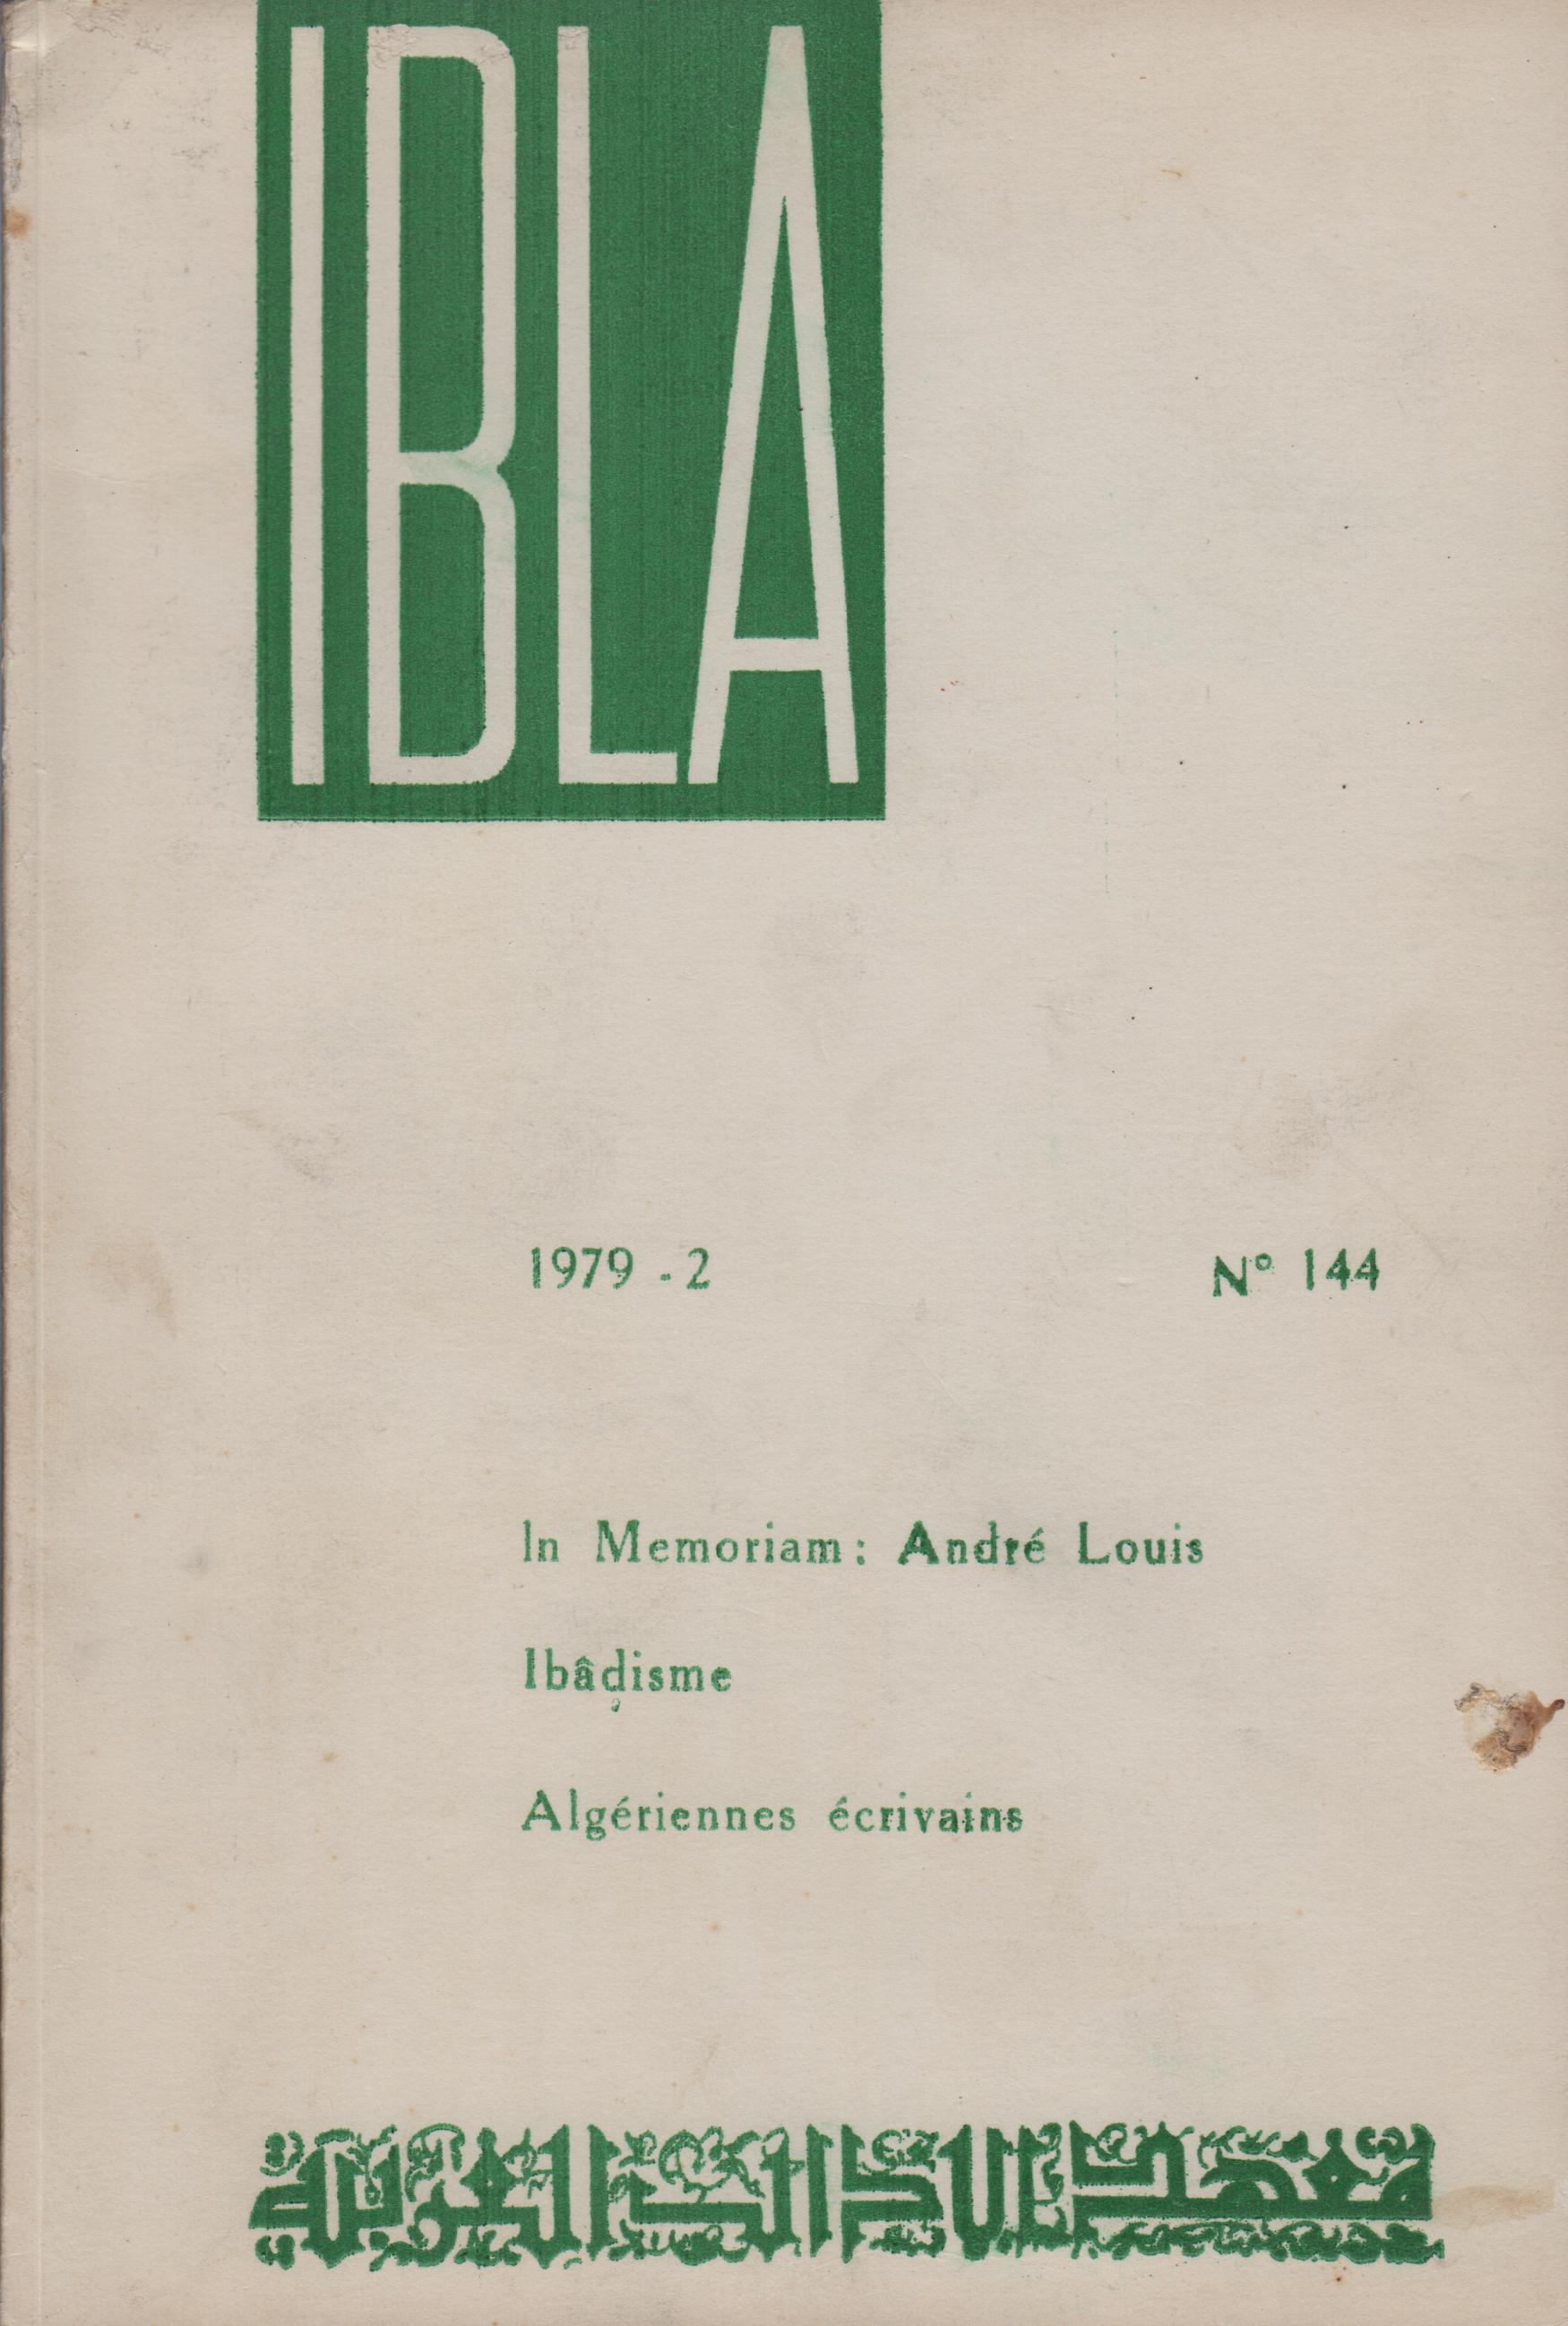 IBLA
1979 - 2 N° 144
In Memoriam : André Louis
Ibâḍisme
Algériennes écrivains
معهد الآداب العربية